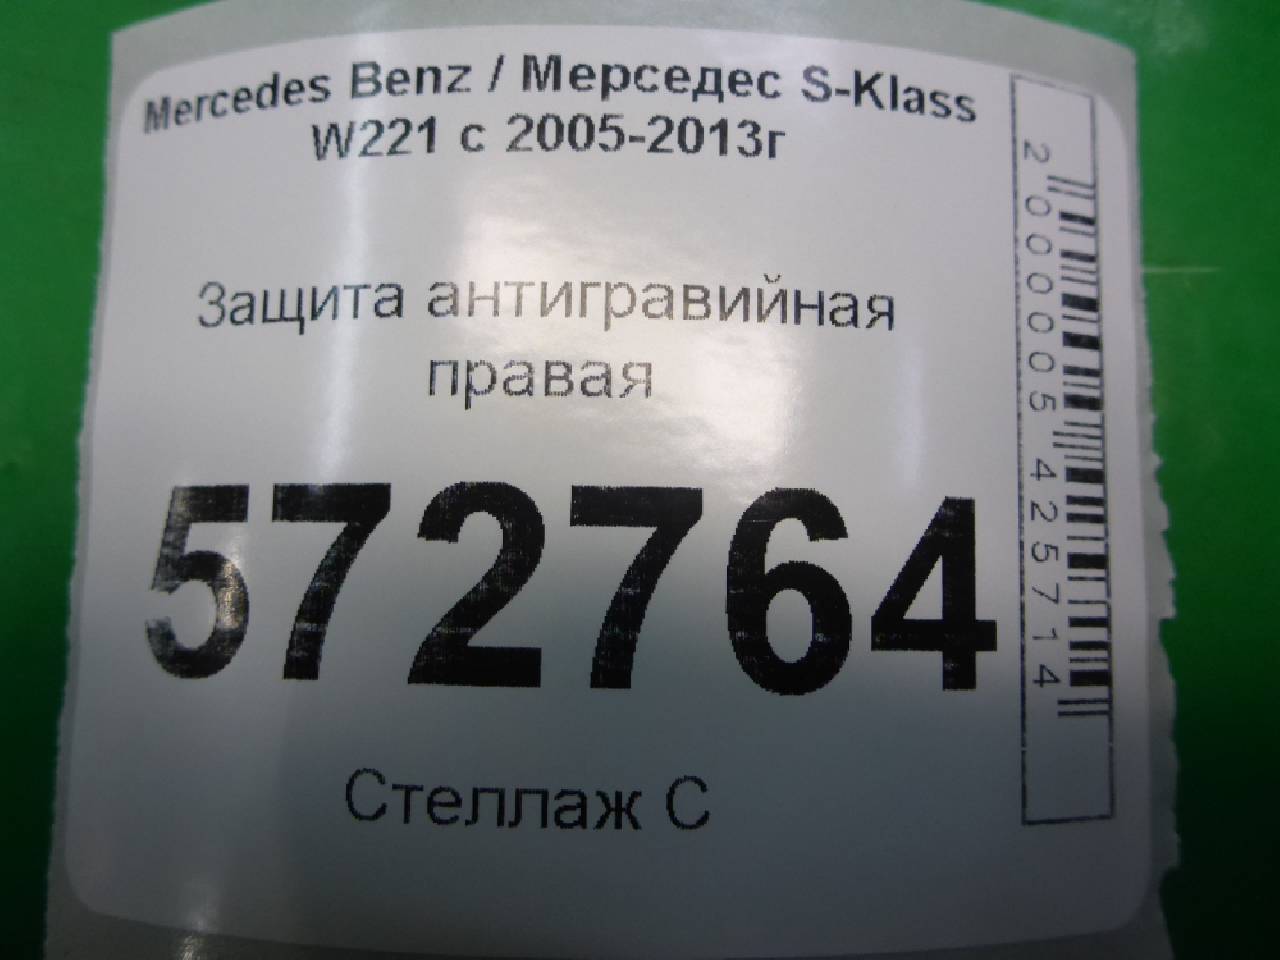 Mercedes Benz / Мерседес S-Klass
W221 с 2005-2013г
Защита антигравийная
правая
572764
Стеллаж С
2000005425714